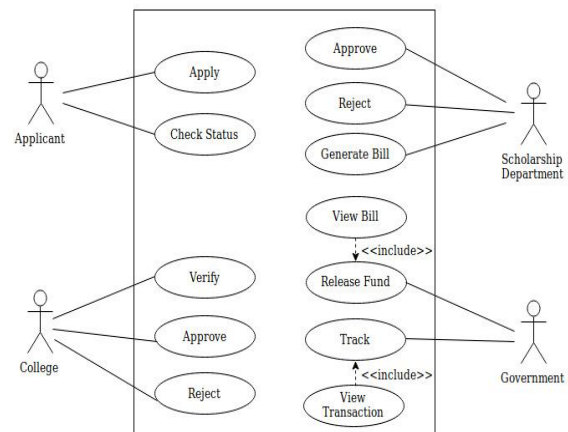 Approve
Apply
Reject
Applicant
Check Status
Generate Bill
Scholarship
Department
View Bill
<<include>>
Verify
Release Fund
Approve
Track
College
<<include>>
Government
Reject
View
Transaction